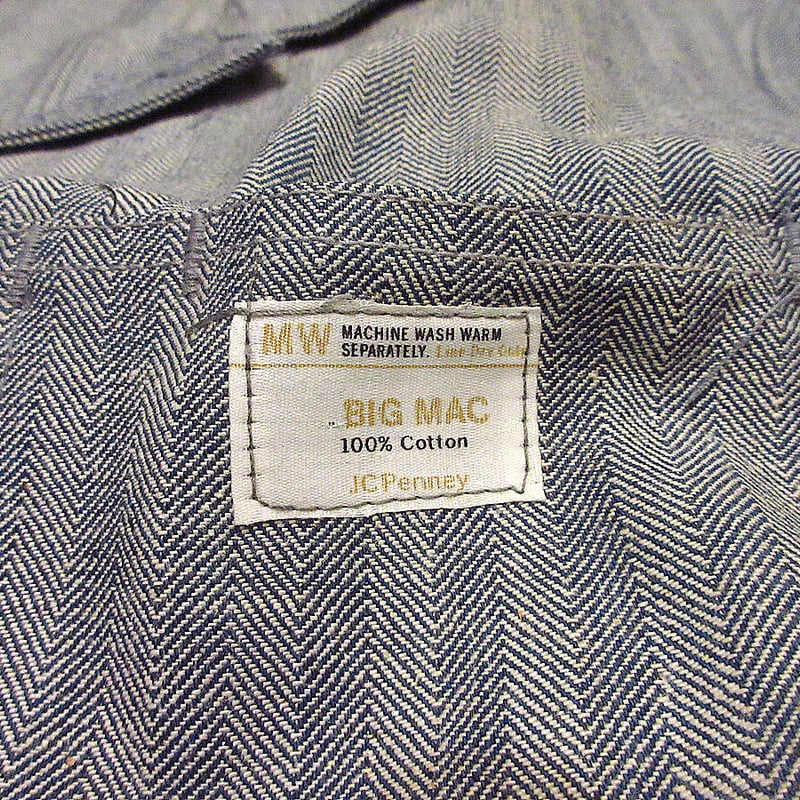 MW MACHINE WASH WARM
SEPARATELY. Line Dry Only
BIG MAC
100% Cotton
JCPenney